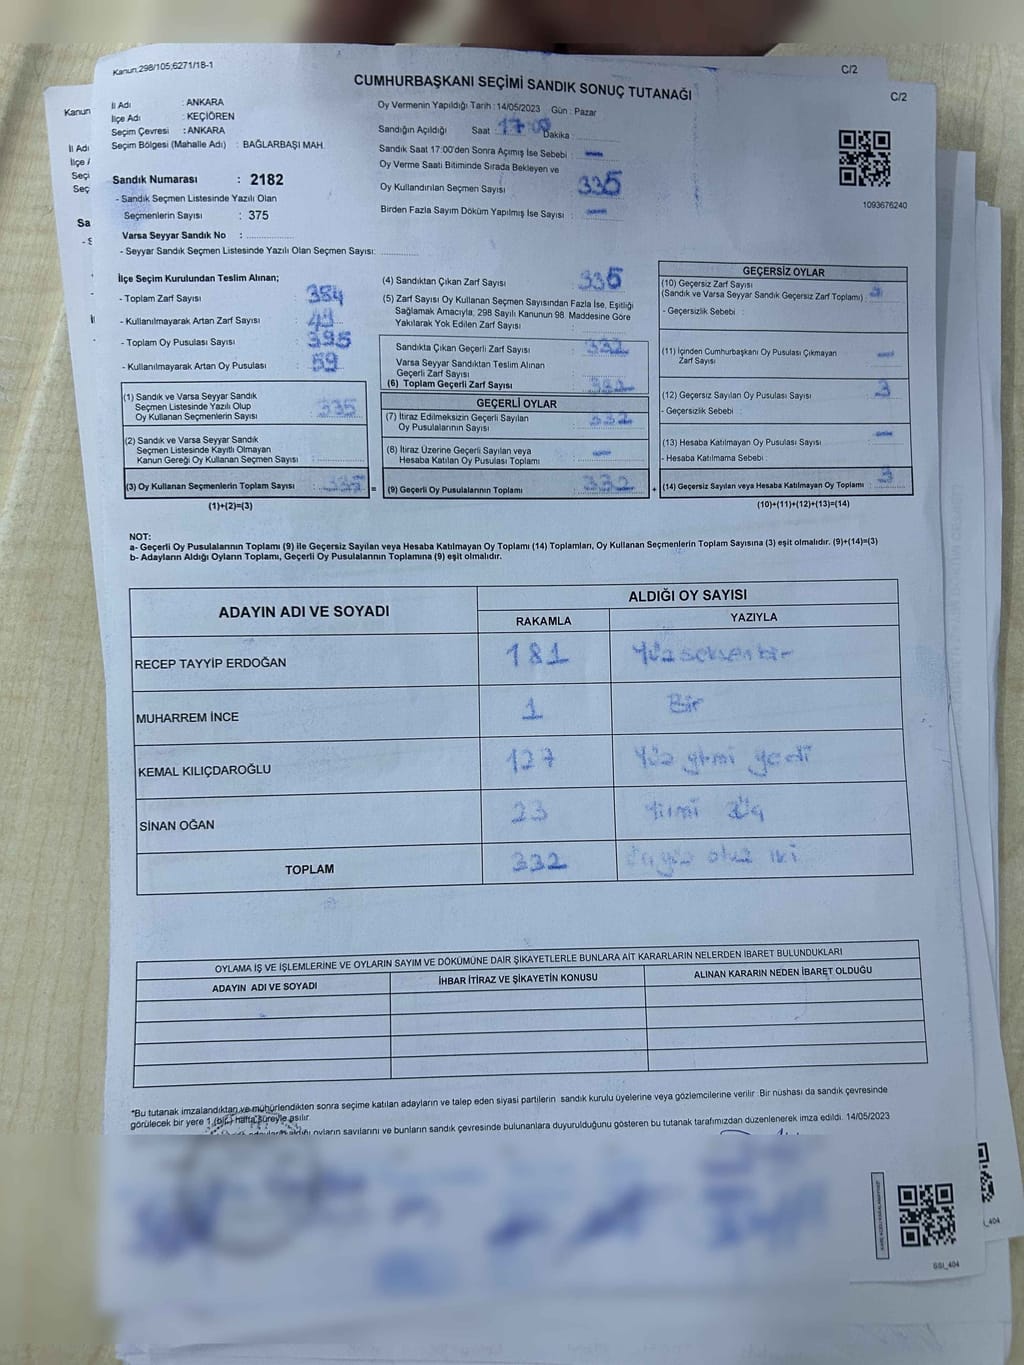 Kanun;298/105;6271/18-1
C/2
C/2
CUMHURBAŞKANI SEÇİMİ SANDIK SONUÇ TUTANAĞI
Kanun
İl Adı : ANKARA
İlçe Adı : KEÇİÖREN
Seçim Çevresi : ANKARA
Seçim Bölgesi (Mahalle Adı) : BAĞLARBAŞI MAH.
Sandık Numarası : 2182
- Sandık Seçmen Listesinde Yazılı Olan
Seçmenlerin Sayısı : 375
Varsa Seyyar Sandık No :
- Seyyar Sandık Seçmen Listesinde Yazılı Olan Seçmen Sayısı:
Oy Vermenin Yapıldığı Tarih : 14/05/2023 Gün : Pazar
Sandığın Açıldığı Saat : 17:00 Dakika :
Sandık Saat 17:00'den Sonra Açımış İse Sebebi : -
Oy Verme Saati Bitiminde Sırada Bekleyen ve
Oy Kullandırılan Seçmen Sayısı : 335
Birden Fazla Sayım Döküm Yapılmış İse Sayısı : -
1093676240
İlçe Seçim Kurulundan Teslim Alınan;
- Toplam Zarf Sayısı : 384
- Kullanılmayarak Artan Zarf Sayısı : 49
- Toplam Oy Pusulası Sayısı : 395
- Kullanılmayarak Artan Oy Pusulası : 59
(1) Sandık ve Varsa Seyyar Sandık
Seçmen Listesinde Yazılı Olup
Oy Kullanan Seçmenlerin Sayısı : 335
(2) Sandık ve Varsa Seyyar Sandık
Seçmen Listesinde Kayıtlı Olmayan
Kanun Gereği Oy Kullanan Seçmen Sayısı :
(3) Oy Kullanan Seçmenlerin Toplam Sayısı : 335 =
(1)+(2)=(3)
(4) Sandıktan Çıkan Zarf Sayısı : 335
(5) Zarf Sayısı Oy Kullanan Seçmen Sayısından Fazla İse, Eşitliği
Sağlamak Amacıyla, 298 Sayılı Kanunun 98. Maddesine Göre
Yakılarak Yok Edilen Zarf Sayısı :
Sandıkta Çıkan Geçerli Zarf Sayısı : 332
Varsa Seyyar Sandıktan Teslim Alınan
Geçerli Zarf Sayısı
(6) Toplam Geçerli Zarf Sayısı : 332
GEÇERLİ OYLAR
(7) İtiraz Edilmeksizin Geçerli Sayılan
Oy Pusulalarının Sayısı : 332
(8) İtiraz Üzerine Geçerli Sayılan veya
Hesaba Katılan Oy Pusulası Toplamı : -
(9) Geçerli Oy Pusulalarının Toplamı : 332 +
GEÇERSİZ OYLAR
(10) Geçersiz Zarf Sayısı
(Sandık ve Varsa Seyyar Sandık Geçersiz Zarf Toplamı) :
- Geçersizlik Sebebi :
(11) İçinden Cumhurbaşkanı Oy Pusulası Çıkmayan
Zarf Sayısı : -
(12) Geçersiz Sayılan Oy Pusulası Sayısı : 3
- Geçersizlik Sebebi :
(13) Hesaba Katılmayan Oy Pusulası Sayısı : -
- Hesaba Katılmama Sebebi :
(14) Geçersiz Sayılan veya Hesaba Katılmayan Oy Toplamı : 3
(10)+(11)+(12)+(13)=(14)
NOT:
a- Geçerli Oy Pusulalarının Toplamı (9) ile Geçersiz Sayılan veya Hesaba Katılmayan Oy Toplamı (14) Toplamları, Oy Kullanan Seçmenlerin Toplam Sayısına (3) eşit olmalıdır. (9)+(14)=(3)
b- Adayların Aldığı Oyların Toplamı, Geçerli Oy Pusulalarının Toplamına (9) eşit olmalıdır.
ADAYIN ADI VE SOYADI
ALDIĞI OY SAYISI
RAKAMLA YAZIYLA
RECEP TAYYİP ERDOĞAN 181 Yüzseksenbir
MUHARREM İNCE 1 Bir
KEMAL KILIÇDAROĞLU 127 Yüz yirmi yedi
SİNAN OĞAN 23 Yirmi Üç
TOPLAM 332 Üçyüz otuz iki
OYLAMA İŞ VE İŞLEMLERİNE VE OYLARIN SAYIM VE DÖKÜMÜNE DAİR ŞİKAYETLERLE BUNLARA AİT KARARLARIN NELERDEN İBARET BULUNDUKLARI
ADAYIN ADI VE SOYADI İHBAR İTİRAZ VE ŞİKAYETİN KONUSU ALINAN KARARIN NEDEN İBARET OLDUĞU
*Bu tutanak imzalandıktan ve mühürlendikten sonra seçime katılan adayların ve talep eden siyasi partilerin sandık kurulu üyelerine veya gözlemcilerine verilir. Bir nüshası da sandık çevresinde
görülecek bir yere 1 (bir) hafta süreyle asılır.
oyların sayılarını ve bunların sandık çevresinde bulunanlara duyurulduğunu gösteren bu tutanak tarafımızdan düzenlenerek imza edildi. 14/05/2023
GSI_404